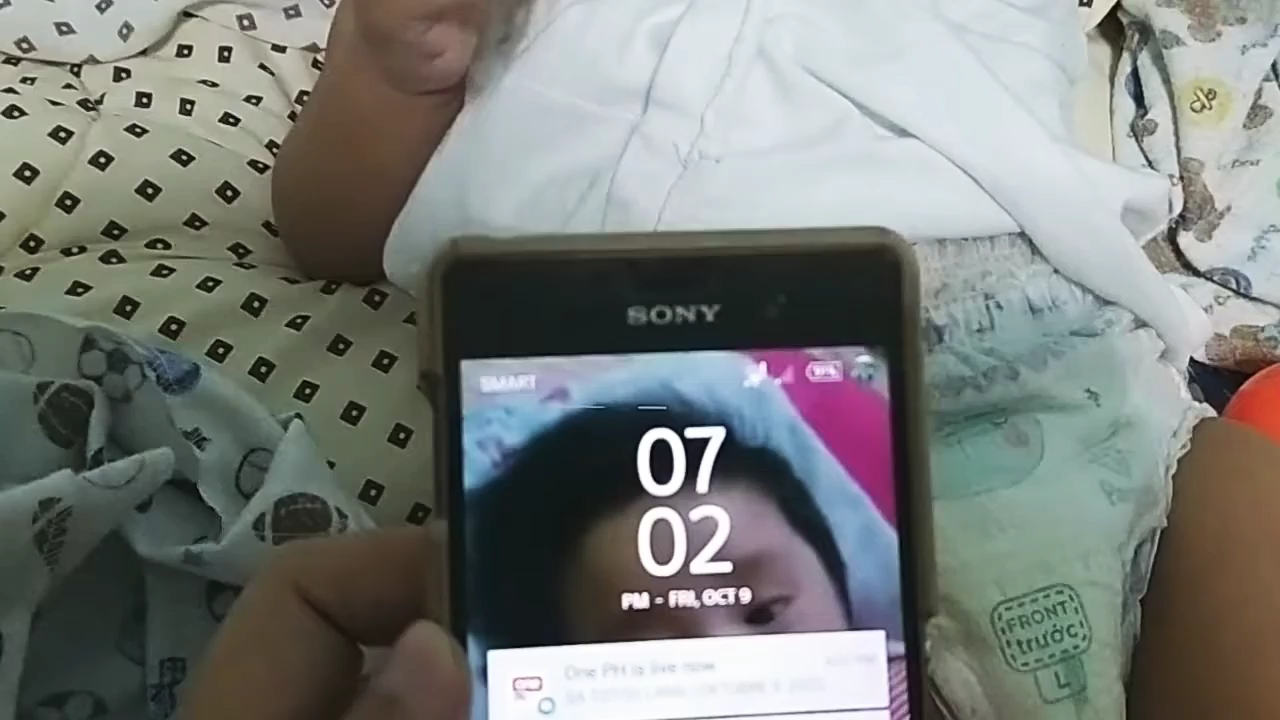 SONY
SMART
07
02
PM - FRI, OCT 9
One PH is live now
FRONT
trước
L